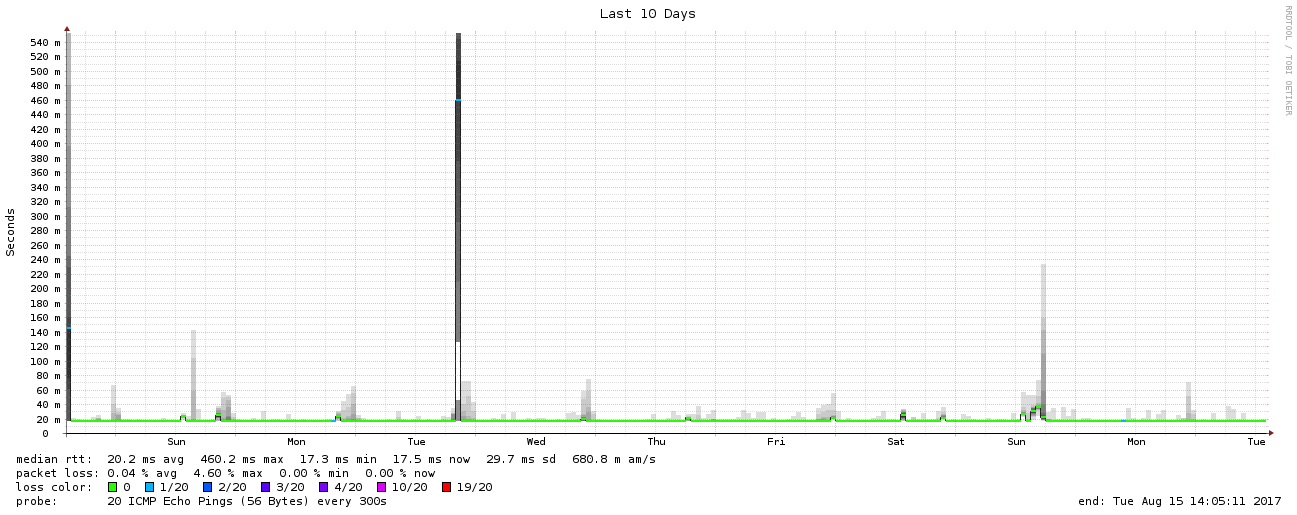 Last 10 Days
RRDTOOL / TOBI OETIKER
Seconds
540 m
520 m
500 m
480 m
460 m
440 m
420 m
400 m
380 m
360 m
340 m
320 m
300 m
280 m
260 m
240 m
220 m
200 m
180 m
160 m
140 m
120 m
100 m
80 m
60 m
40 m
20 m
0
Sun Mon Tue Wed Thu Fri Sat Sun Mon Tue
median rtt: 20.2 ms avg 460.2 ms max 17.3 ms min 17.5 ms now 29.7 ms sd 680.8 m am/s
packet loss: 0.04 % avg 4.60 % max 0.00 % min 0.00 % now
loss color: 0 1/20 2/20 3/20 4/20 10/20 19/20
probe: 20 ICMP Echo Pings (56 Bytes) every 300s end: Tue Aug 15 14:05:11 2017